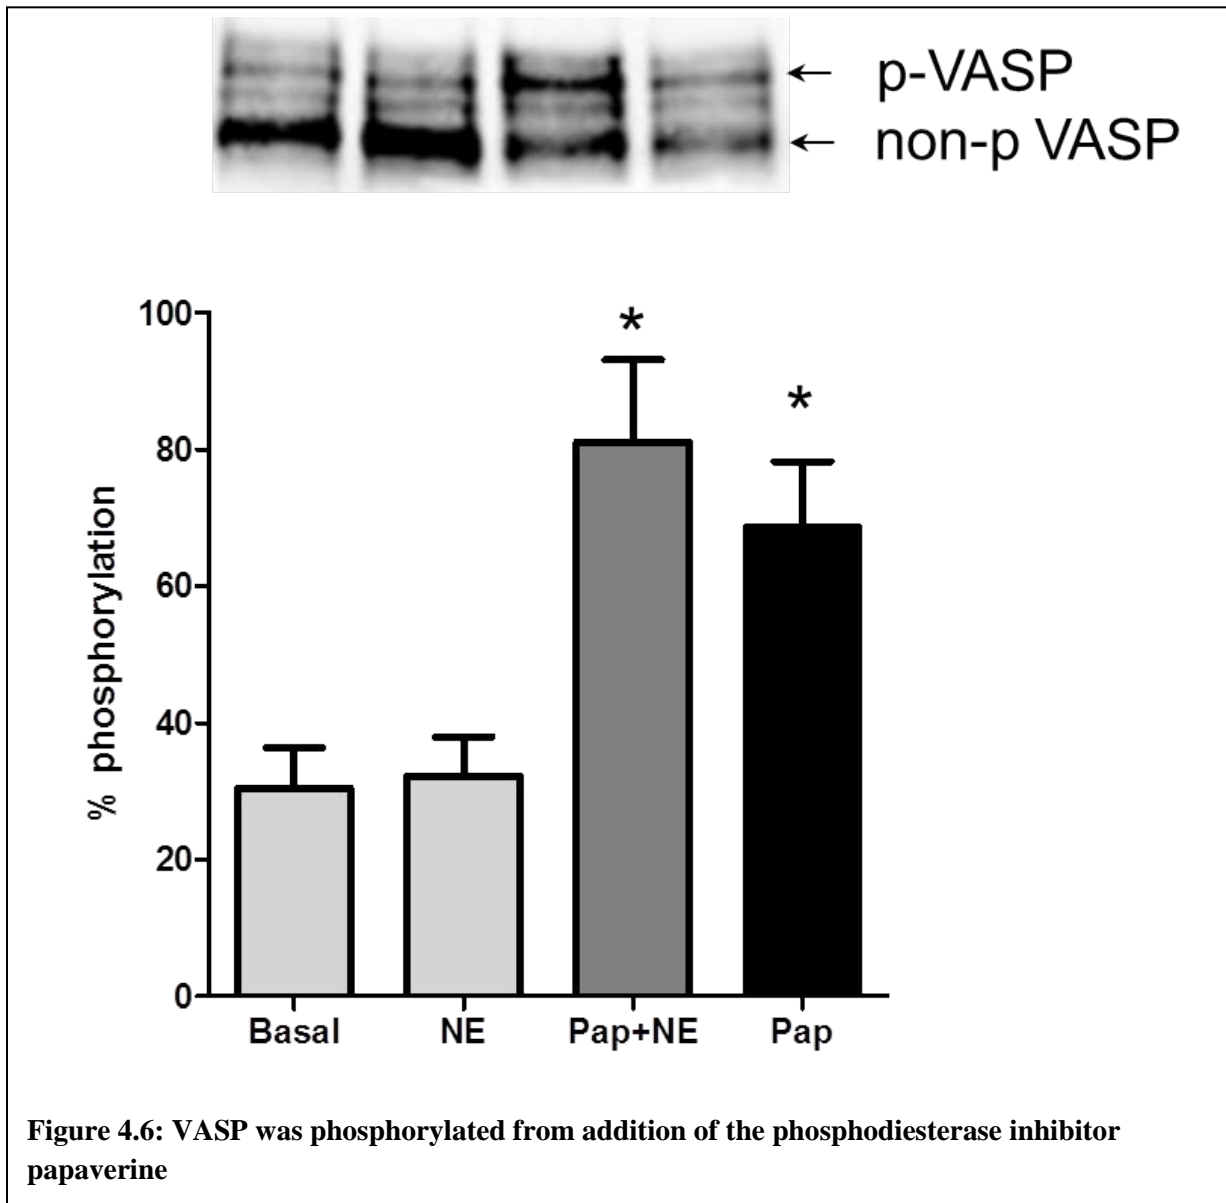 p-VASP
non-p VASP
100
80
60
40
20
0
% phosphorylation
*
*
Basal NE Pap+NE Pap
Figure 4.6: VASP was phosphorylated from addition of the phosphodiesterase inhibitor
papaverine